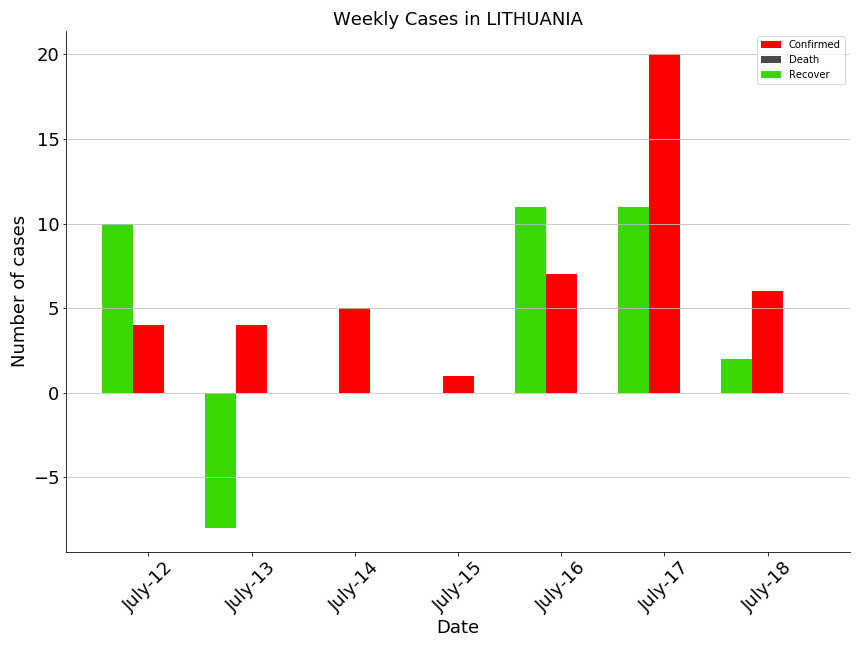 Weekly Cases in LITHUANIA
Confirmed
Death
Recover
20
15
10
5
0
−5
Number of cases
July-12
July-13
July-14
July-15
July-16
July-17
July-18
Date